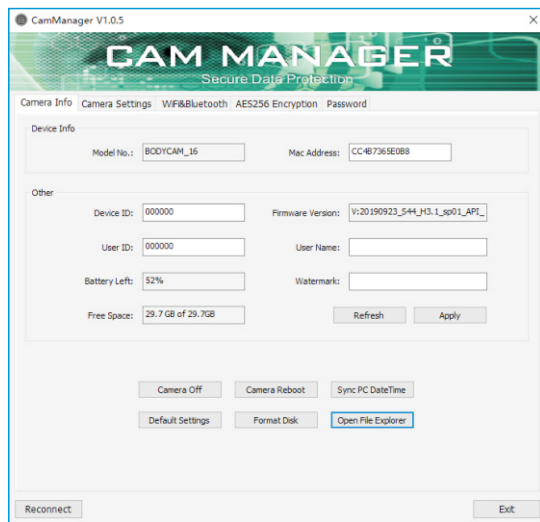 CamManager V1.0.5
CAM MANAGER
Secure Data Protection
Camera Info Camera Settings WiFi&Bluetooth AES256 Encryption Password
Device Info
Model No.: BODYCAM_16 Mac Address: CC4B7365E0B8
Other
Device ID: 000000 Firmware Version: V:20190923_S44_H3.1_sp01_API_
User ID: 000000 User Name:
Battery Left: 52% Watermark:
Free Space: 29.7 GB of 29.7GB Refresh Apply
Camera Off Camera Reboot Sync PC DateTime
Default Settings Format Disk Open File Explorer
Reconnect Exit